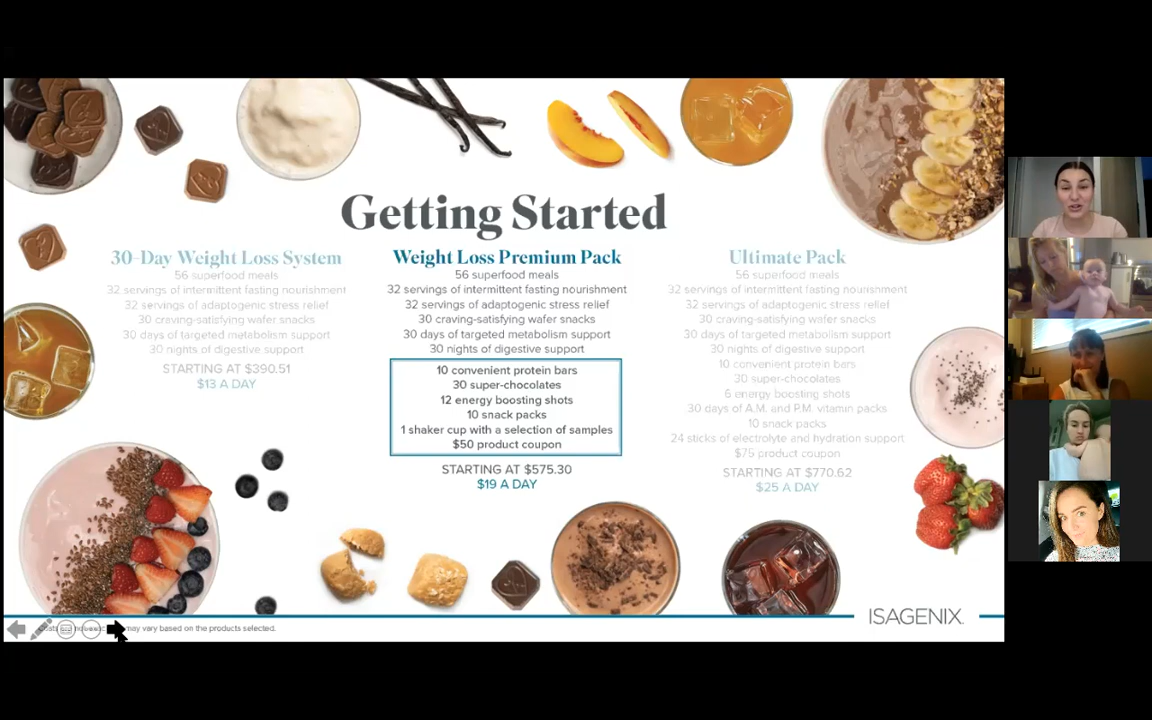 Getting Started
30-Day Weight Loss System
56 superfood meals
32 servings of intermittent fasting nourishment
32 servings of adaptogenic stress relief
30 craving-satisfying wafer snacks
30 days of targeted metabolism support
30 nights of digestive support
STARTING AT $390.51
$13 A DAY
Weight Loss Premium Pack
56 superfood meals
32 servings of intermittent fasting nourishment
32 servings of adaptogenic stress relief
30 craving-satisfying wafer snacks
30 days of targeted metabolism support
30 nights of digestive support
10 convenient protein bars
30 super-chocolates
12 energy boosting shots
10 snack packs
1 shaker cup with a selection of samples
$50 product coupon
STARTING AT $575.30
$19 A DAY
Ultimate Pack
56 superfood meals
32 servings of intermittent fasting nourishment
32 servings of adaptogenic stress relief
30 craving-satisfying wafer snacks
30 days of targeted metabolism support
30 nights of digestive support
10 convenient protein bars
30 super-chocolates
6 energy boosting shots
30 days of A.M. and P.M. vitamin packs
10 snack packs
24 sticks of electrolyte and hydration support
$75 product coupon
STARTING AT $770.62
$25 A DAY
may vary based on the products selected.
ISAGENIX